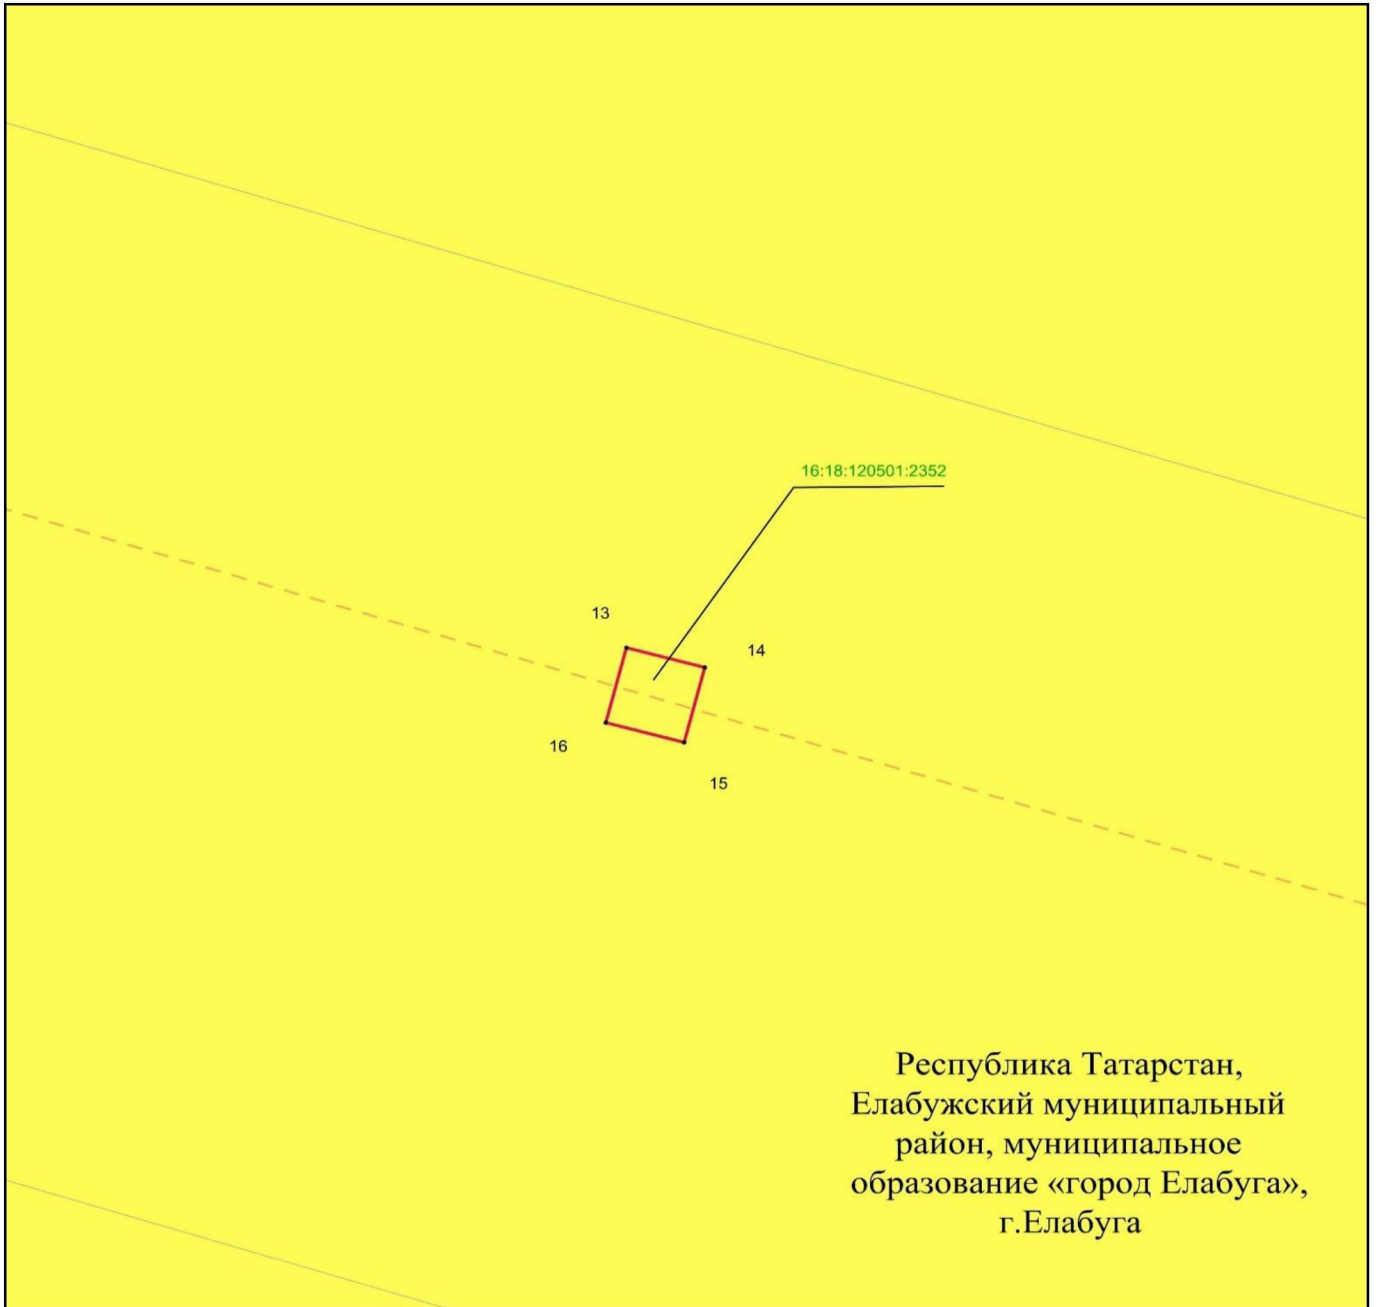 16:18:120501:2352
13
14
16
15
Республика Татарстан,
Елабужский муниципальный
район, муниципальное
образование «город Елабуга»,
г.Елабуга